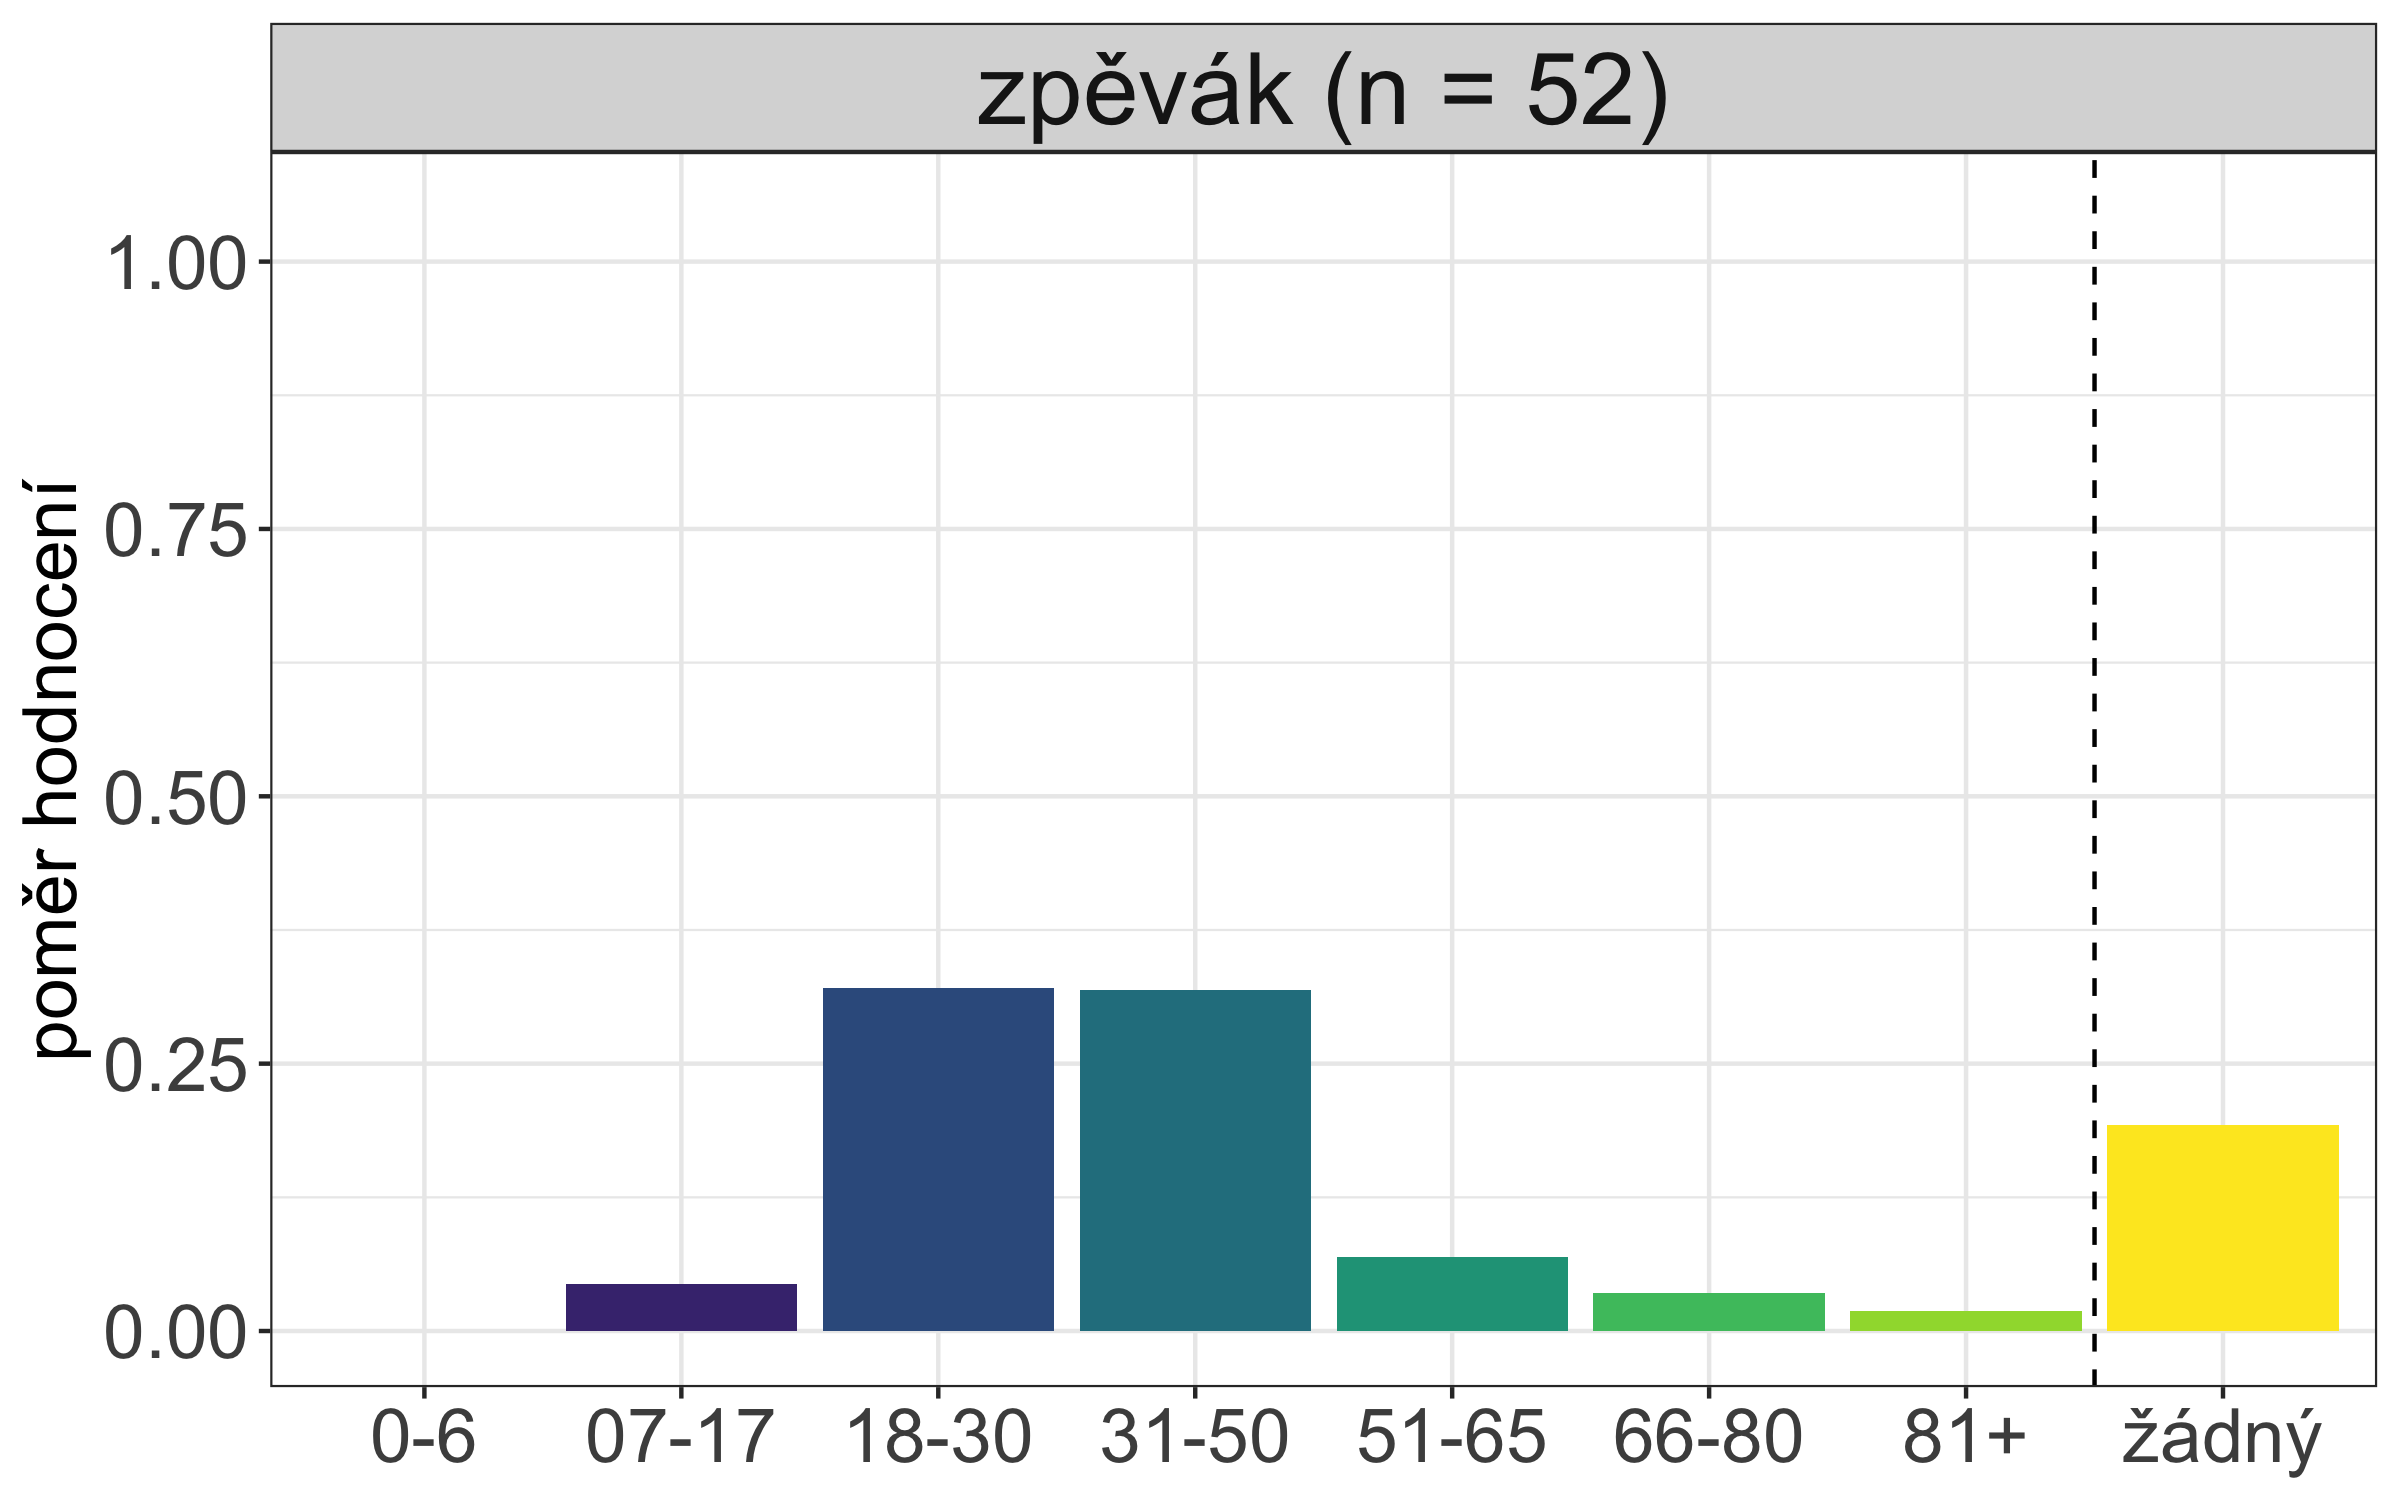 zpěvák (n = 52)
poměr hodnocení
1.00
0.75
0.50
0.25
0.00
0-6 07-17 18-30 31-50 51-65 66-80 81+ žádný